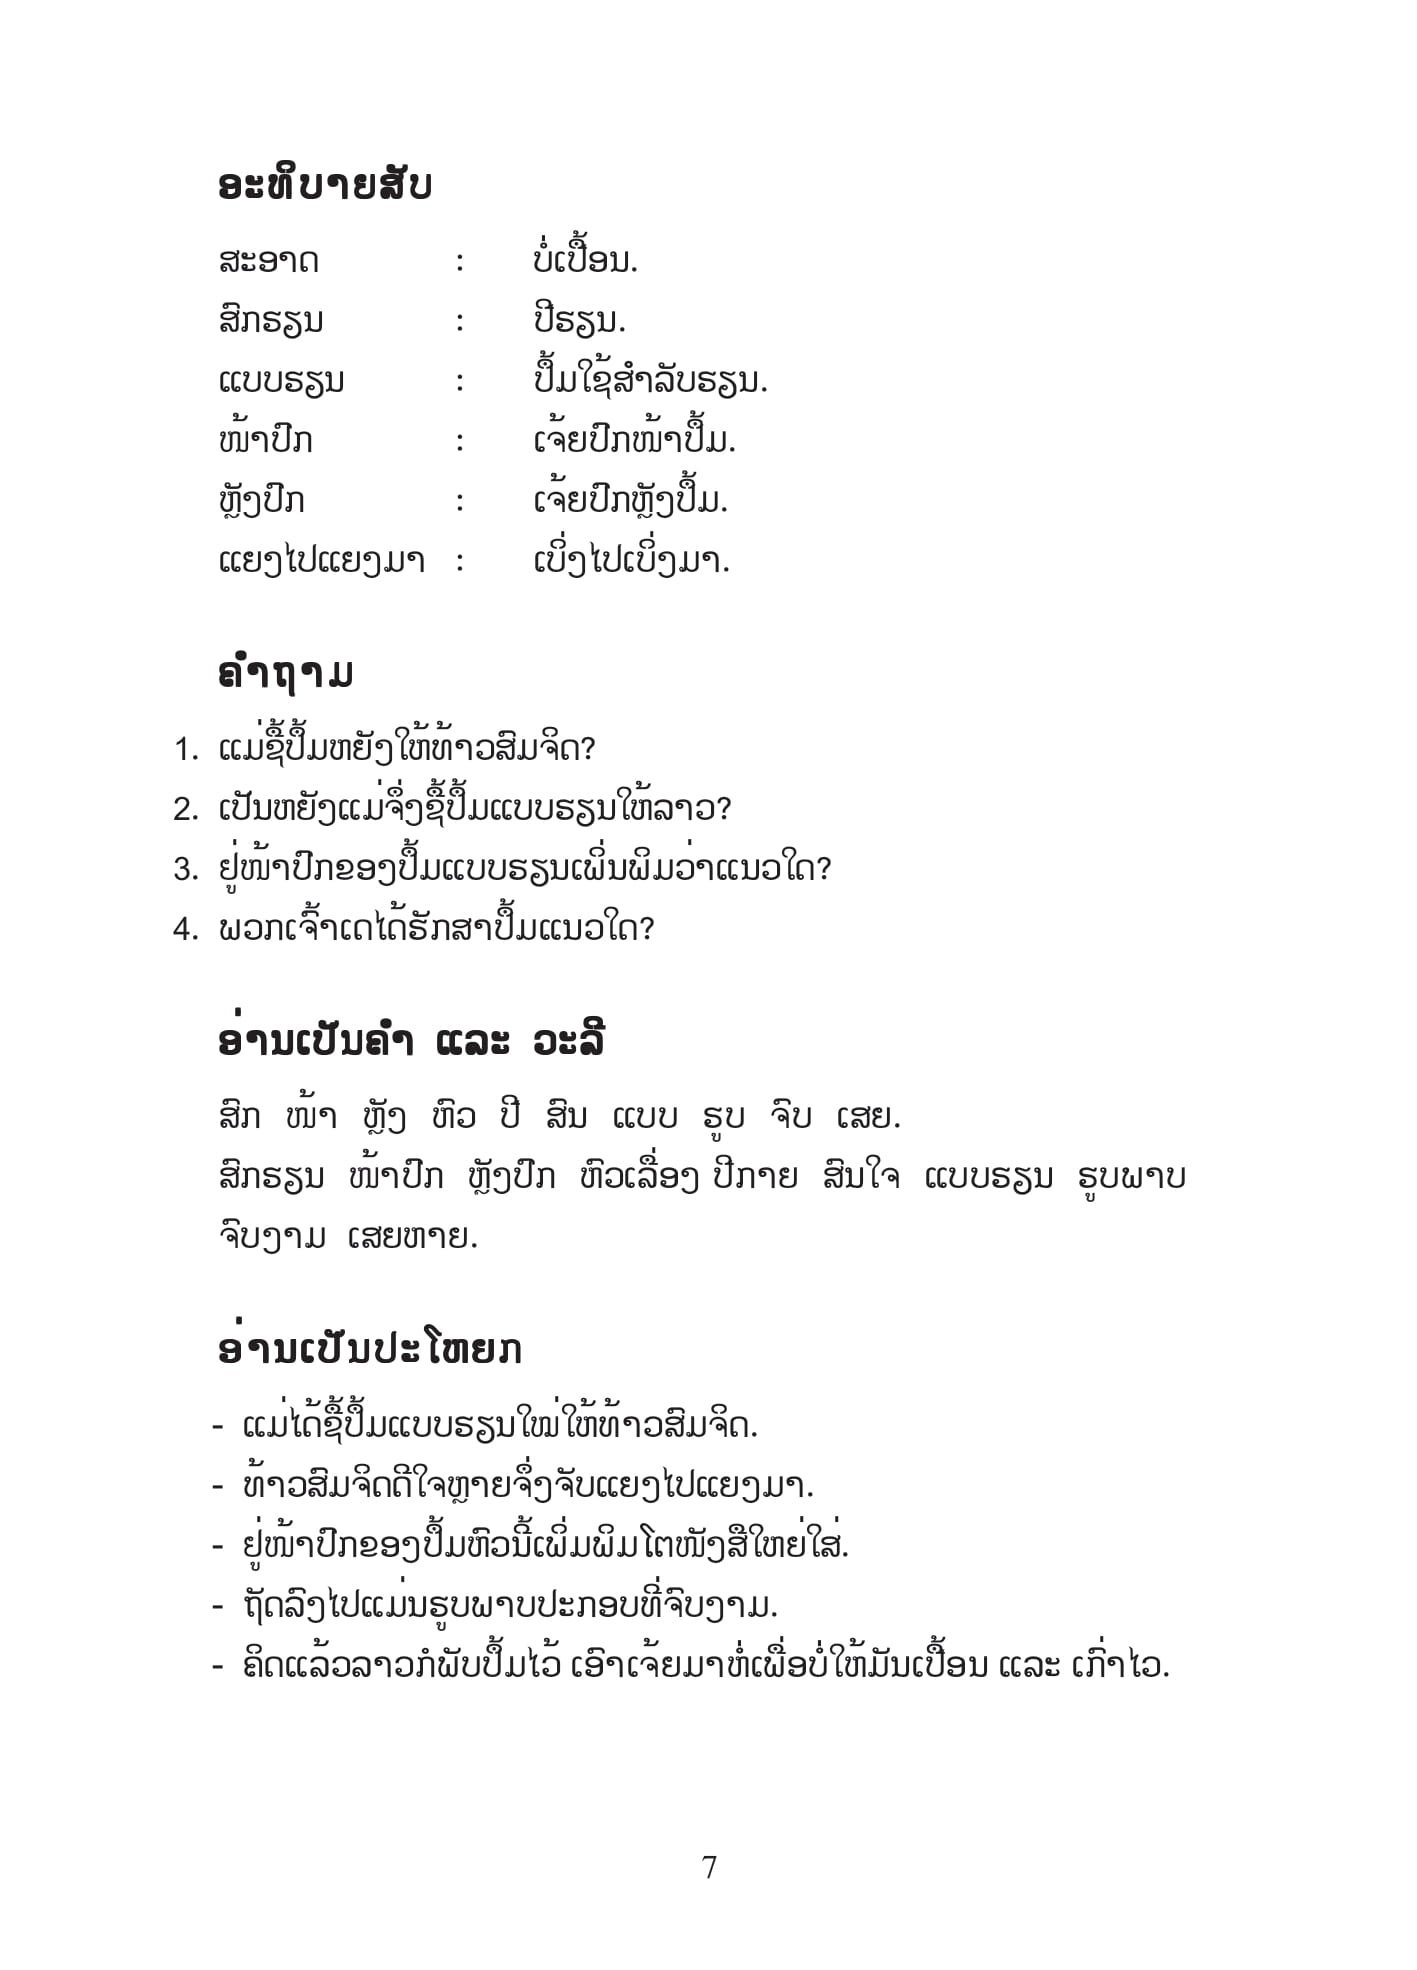 ອະທິບາຍສັບ
ສະອາດ : ບໍ່ເປື້ອນ.
ສົກຮຽນ : ປີຮຽນ.
ແບບຮຽນ : ປຶ້ມໃຊ້ສຳລັບຮຽນ.
ໜ້າປົກ : ເຈ້ຍປົກໜ້າປຶ້ມ.
ຫຼັງປົກ : ເຈ້ຍປົກຫຼັງປຶ້ມ.
ແຍງໄປແຍງມາ : ເບິ່ງໄປເບິ່ງມາ.
ຄຳຖາມ
1. ແມ່ຊື້ປຶ້ມຫຍັງໃຫ້ທ້າວສົມຈິດ?
2. ເປັນຫຍັງແມ່ຈຶ່ງຊື້ປຶ້ມແບບຮຽນໃຫ້ລາວ?
3. ຢູ່ໜ້າປົກຂອງປຶ້ມແບບຮຽນເພິ່ນພິມວ່າແນວໃດ?
4. ພວກເຈົ້າເດໄດ້ຮັກສາປຶ້ມແນວໃດ?
ອ່ານເປັນຄຳ ແລະ ວະລີ
ສົກ ໜ້າ ຫຼັງ ຫົວ ປີ ສົນ ແບບ ຮູບ ຈົບ ເສຍ.
ສົກຮຽນ ໜ້າປົກ ຫຼັງປົກ ຫົວເລື່ອງ ປີກາຍ ສົນໃຈ ແບບຮຽນ ຮູບພາບ
ຈົບງາມ ເສຍຫາຍ.
ອ່ານເປັນປະໂຫຍກ
- ແມ່ໄດ້ຊື້ປຶ້ມແບບຮຽນໃໝ່ໃຫ້ທ້າວສົມຈິດ.
- ທ້າວສົມຈິດດີໃຈຫຼາຍຈຶ່ງຈັບແຍງໄປແຍງມາ.
- ຢູ່ໜ້າປົກຂອງປຶ້ມຫົວນີ້ເພິ່ມພິມໂຕໜັງສືໃຫຍ່ໃສ່.
- ຖັດລົງໄປແມ່ນຮູບພາບປະກອບທີ່ຈົບງາມ.
- ຄິດແລ້ວລາວກໍພັບປຶ້ມໄວ້ ເອົາເຈ້ຍມາຫໍ່ເພື່ອບໍ່ໃຫ້ມັນເປື້ອນ ແລະ ເກົ່າໄວ.
7